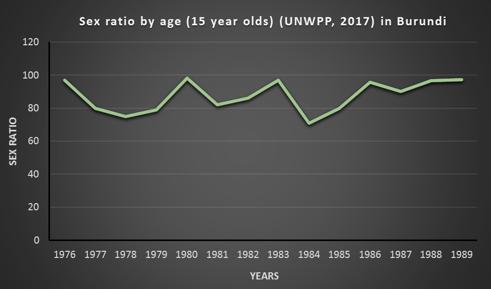 Sex ratio by age (15 year olds) (UNWPP, 2017) in Burundi
120
100
80
60
40
20
0
SEX RATIO
1976 1977 1978 1979 1980 1981 1982 1983 1984 1985 1986 1987 1988 1989
YEARS